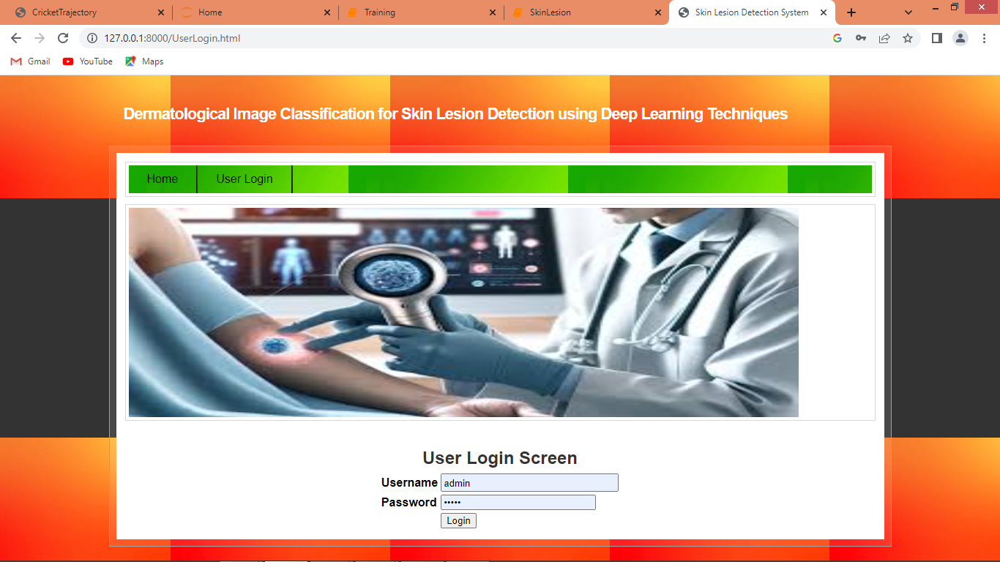 CricketTrajectory
Home
Training
SkinLesion
Skin Lesion Detection System
127.0.0.1:8000/UserLogin.html
Gmail
YouTube
Maps
Dermatological Image Classification for Skin Lesion Detection using Deep Learning Techniques
Home
User Login
User Login Screen
Username admin
Password •••••
Login